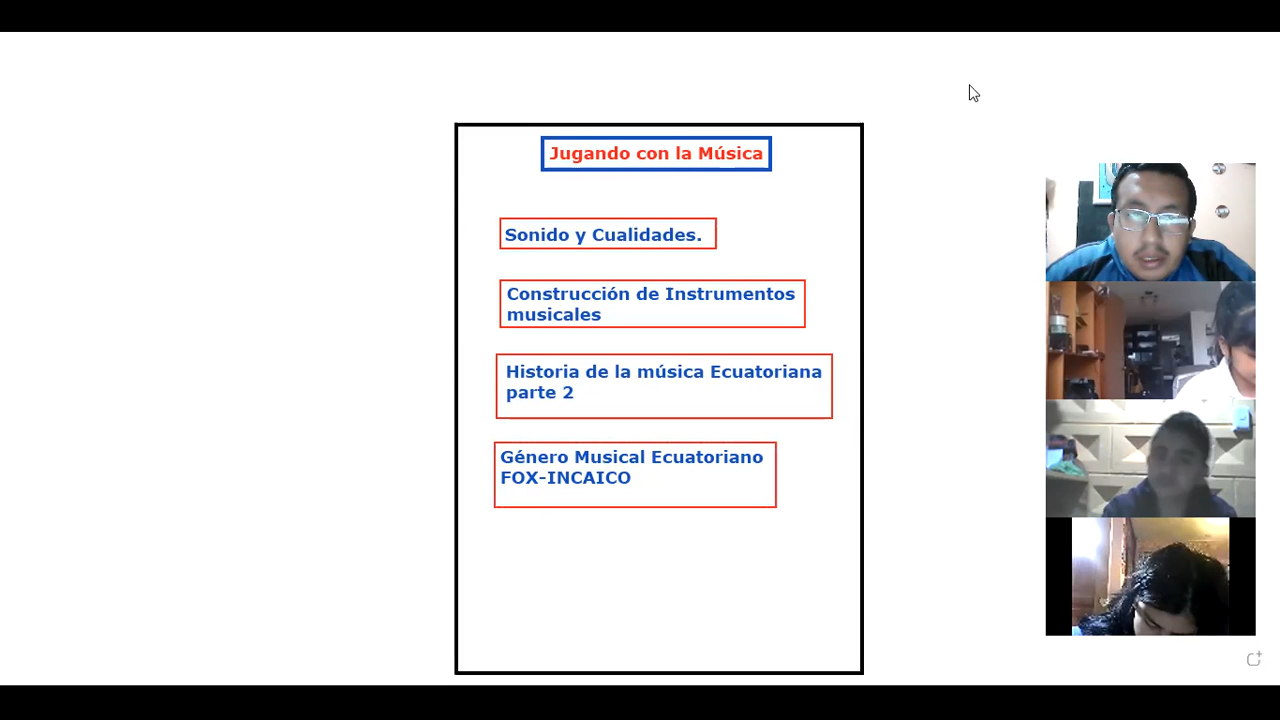 Jugando con la Música
Sonido y Cualidades.
Construcción de Instrumentos
musicales
Historia de la música Ecuatoriana
parte 2
Género Musical Ecuatoriano
FOX-INCAICO